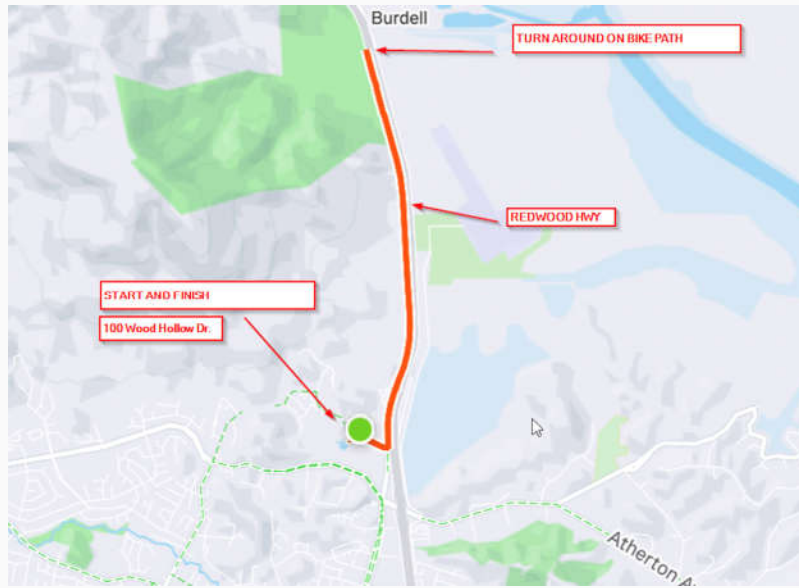 Burdell
TURN AROUND ON BIKE PATH
REDWOOD HWY
START AND FINISH
100 Wood Hollow Dr.
Atherton A